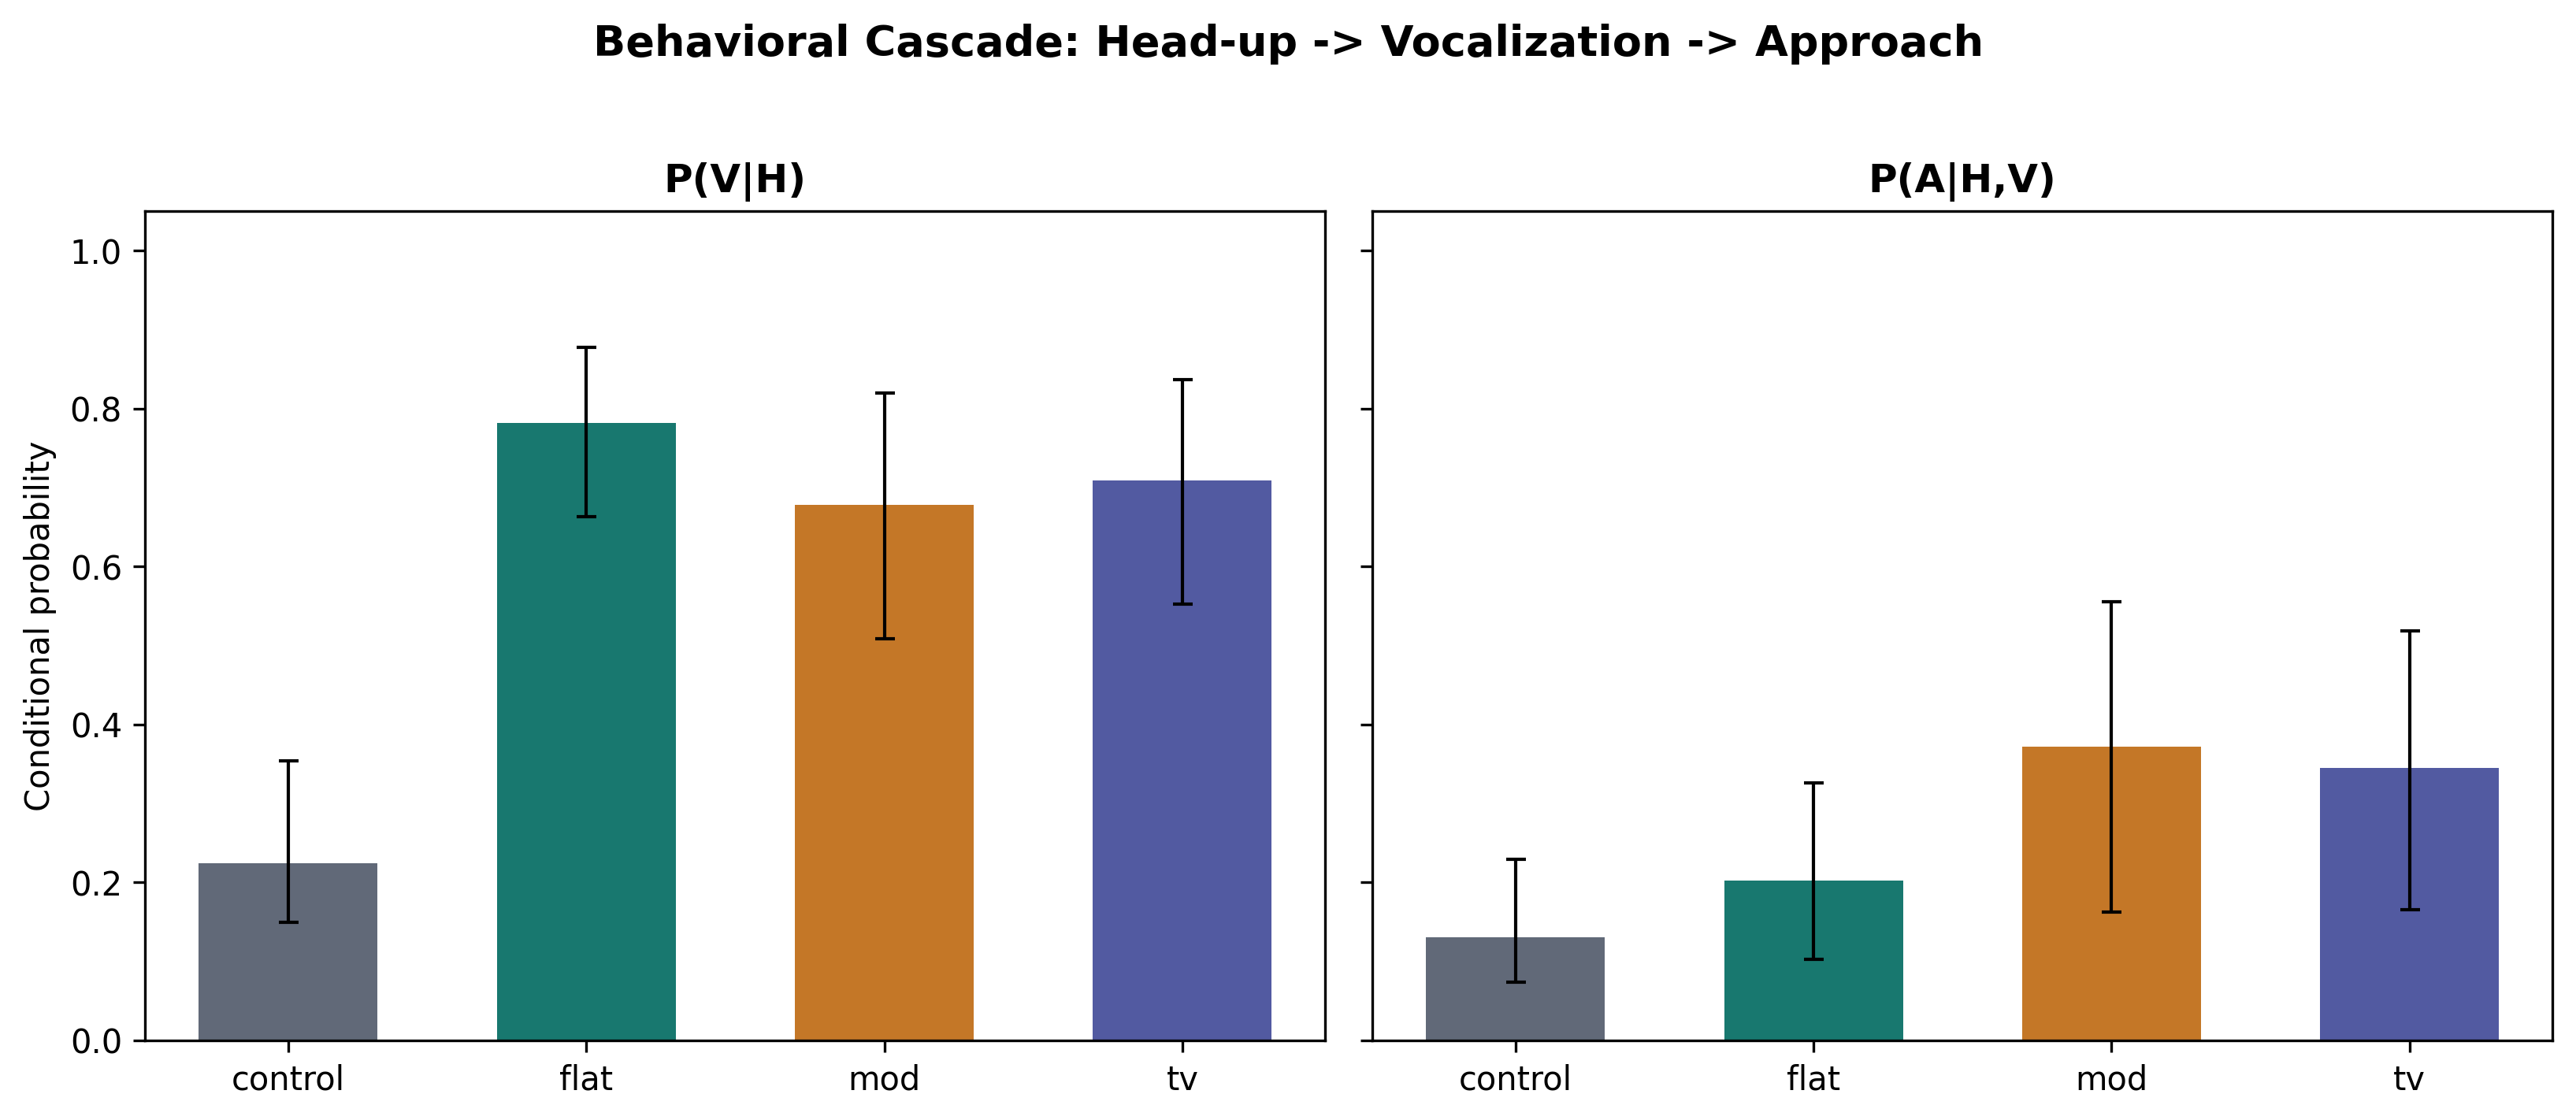 Behavioral Cascade: Head-up -> Vocalization -> Approach
P(V|H)
P(A|H,V)
Conditional probability
1.0
0.8
0.6
0.4
0.2
0.0
control flat mod tv
control flat mod tv